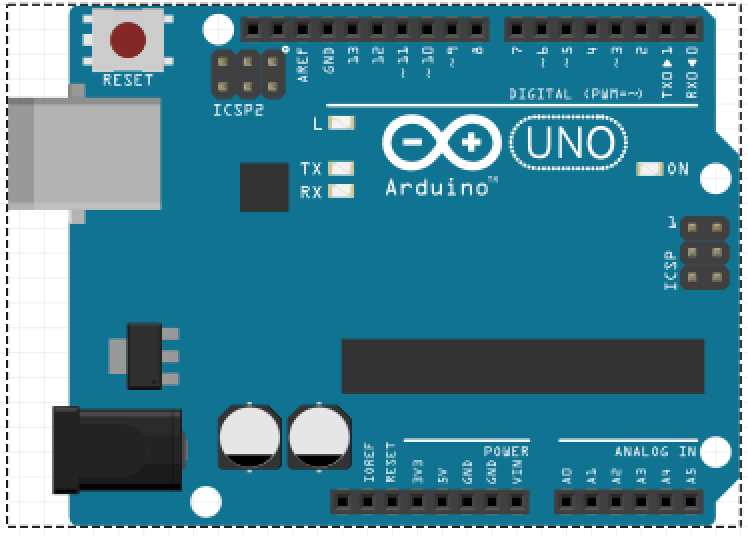 RESET
ICSP2
AREF
GND
13
12
~11
~10
~9
8
7
~6
~5
4
~3
2
TX0▶1
RX0◀0
DIGITAL (PWM=~)
L
TX
RX
Arduino™
UNO
ON
1
ICSP
POWER
ANALOG IN
IOREF
RESET
3V3
5V
GND
GND
VIN
A0
A1
A2
A3
A4
A5